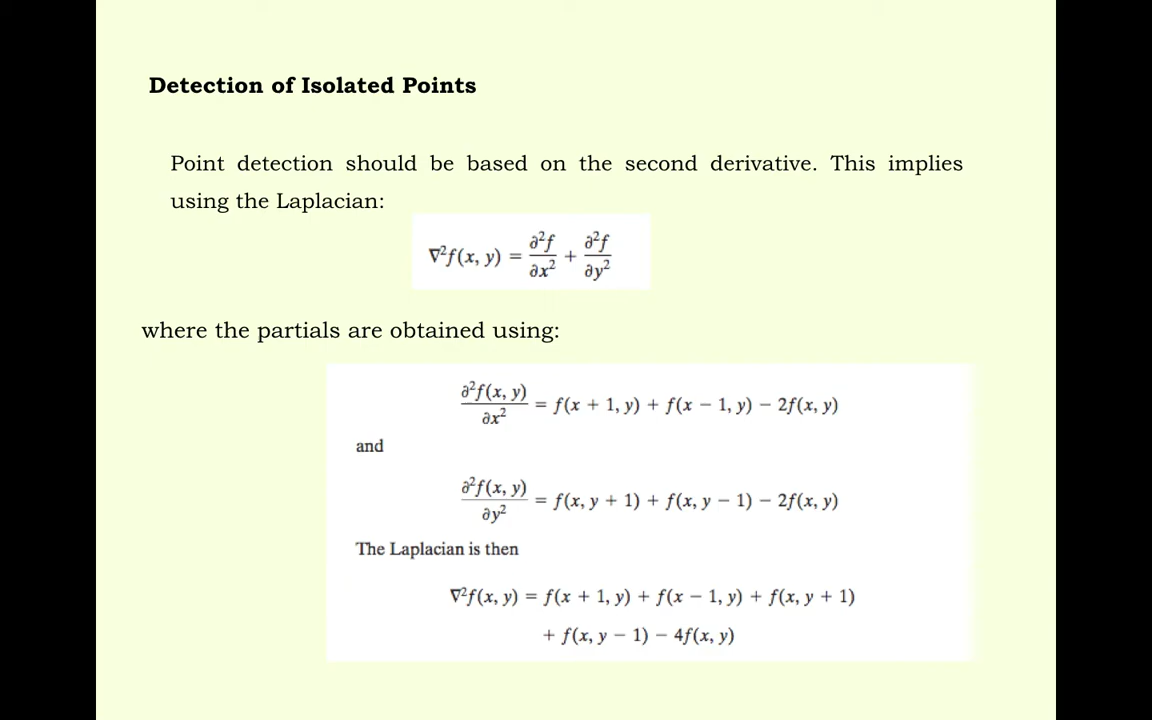 Detection of Isolated Points
Point detection should be based on the second derivative. This implies
using the Laplacian:
∇²f(x, y) = ∂²f/∂x² + ∂²f/∂y²
where the partials are obtained using:
∂²f(x, y)/∂x² = f(x + 1, y) + f(x − 1, y) − 2f(x, y)
and
∂²f(x, y)/∂y² = f(x, y + 1) + f(x, y − 1) − 2f(x, y)
The Laplacian is then
∇²f(x, y) = f(x + 1, y) + f(x − 1, y) + f(x, y + 1)
+ f(x, y − 1) − 4f(x, y)